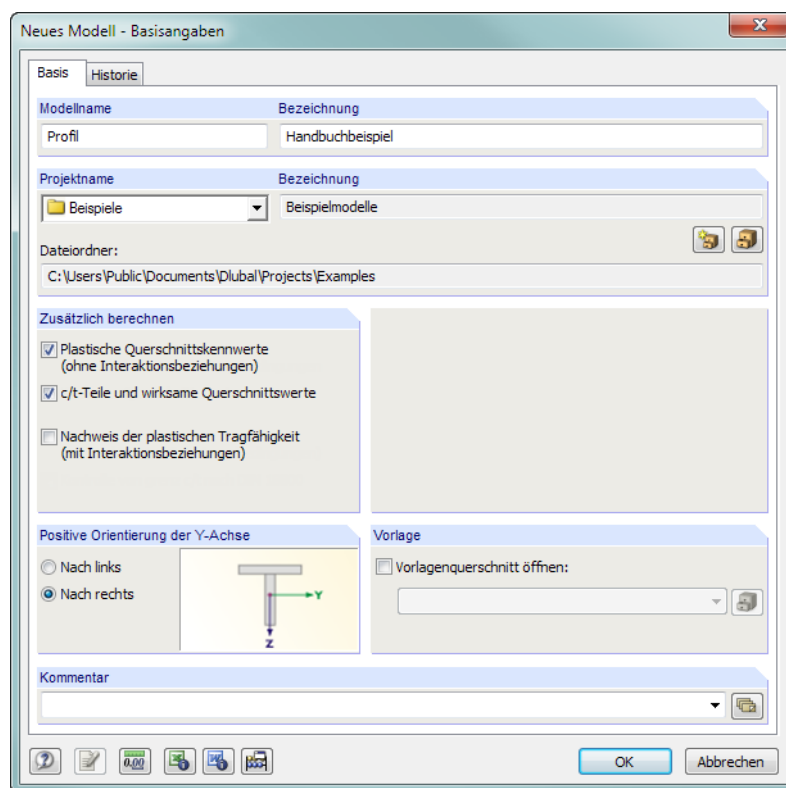 Neues Modell - Basisangaben
Basis
Historie
Modellname
Bezeichnung
Profil
Handbuchbeispiel
Projektname
Bezeichnung
Beispiele
Beispielmodelle
Dateiordner:
C:\Users\Public\Documents\Dlubal\Projects\Examples
Zusätzlich berechnen
Plastische Querschnittskennwerte
(ohne Interaktionsbeziehungen)
c/t-Teile und wirksame Querschnittswerte
Nachweis der plastischen Tragfähigkeit
(mit Interaktionsbeziehungen)
Positive Orientierung der Y-Achse
Nach links
Nach rechts
Y
Z
Vorlage
Vorlagenquerschnitt öffnen:
Kommentar
0.00
OK
Abbrechen